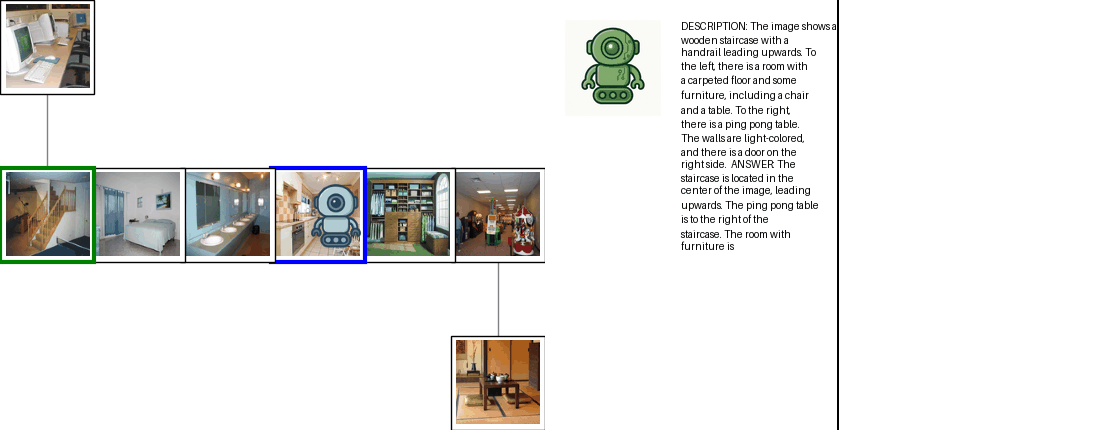 DESCRIPTION: The image shows a
wooden staircase with a
handrail leading upwards. To
the left, there is a room with
a carpeted floor and some
furniture, including a chair
and a table. To the right,
there is a ping pong table.
The walls are light-colored,
and there is a door on the
right side. ANSWER: The
staircase is located in the
center of the image, leading
upwards. The ping pong table
is to the right of the
staircase. The room with
furniture is